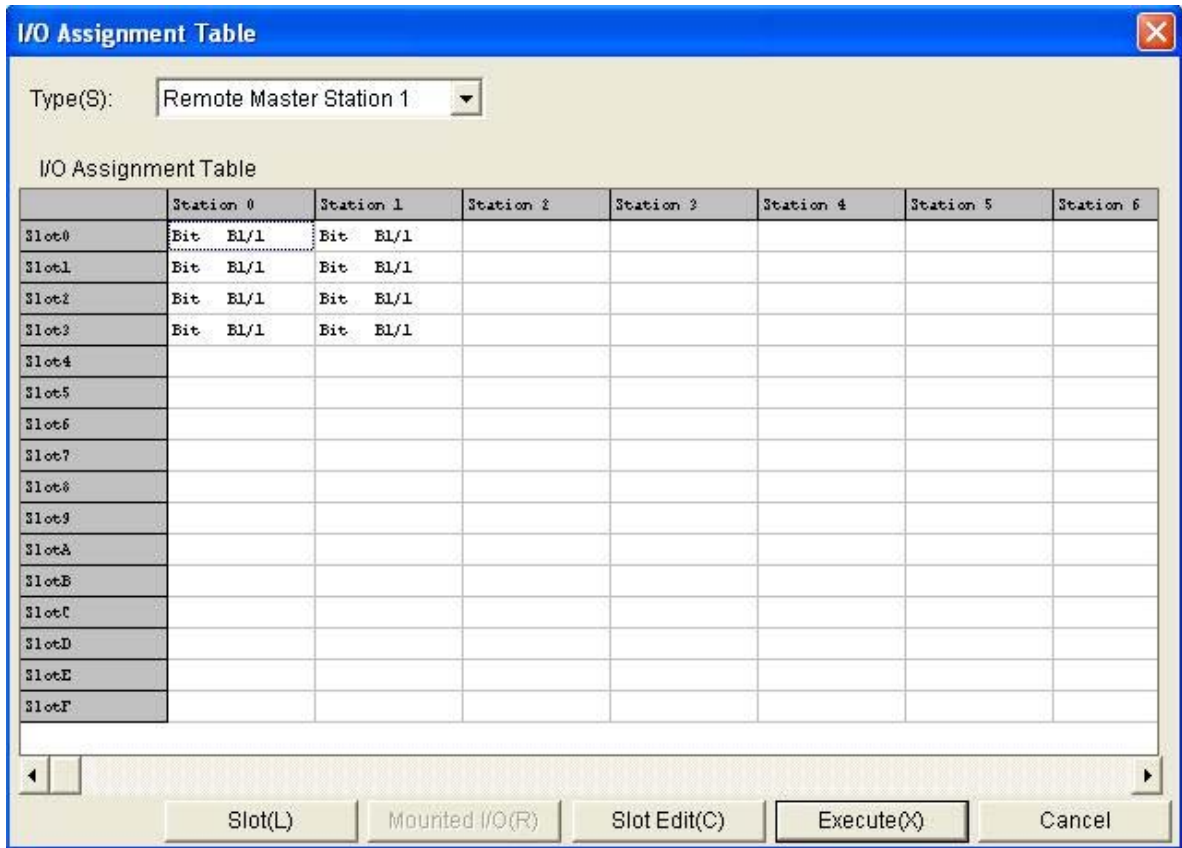 I/O Assignment Table
Type(S): Remote Master Station 1
I/O Assignment Table
Station 0 Station 1 Station 2 Station 3 Station 4 Station 5 Station 6
Slot0 Bit B1/1 Bit B1/1
Slot1 Bit B1/1 Bit B1/1
Slot2 Bit B1/1 Bit B1/1
Slot3 Bit B1/1 Bit B1/1
Slot4
Slot5
Slot6
Slot7
Slot8
Slot9
SlotA
SlotB
SlotC
SlotD
SlotE
SlotF
Slot(L) Mounted I/O(R) Slot Edit(C) Execute(X) Cancel